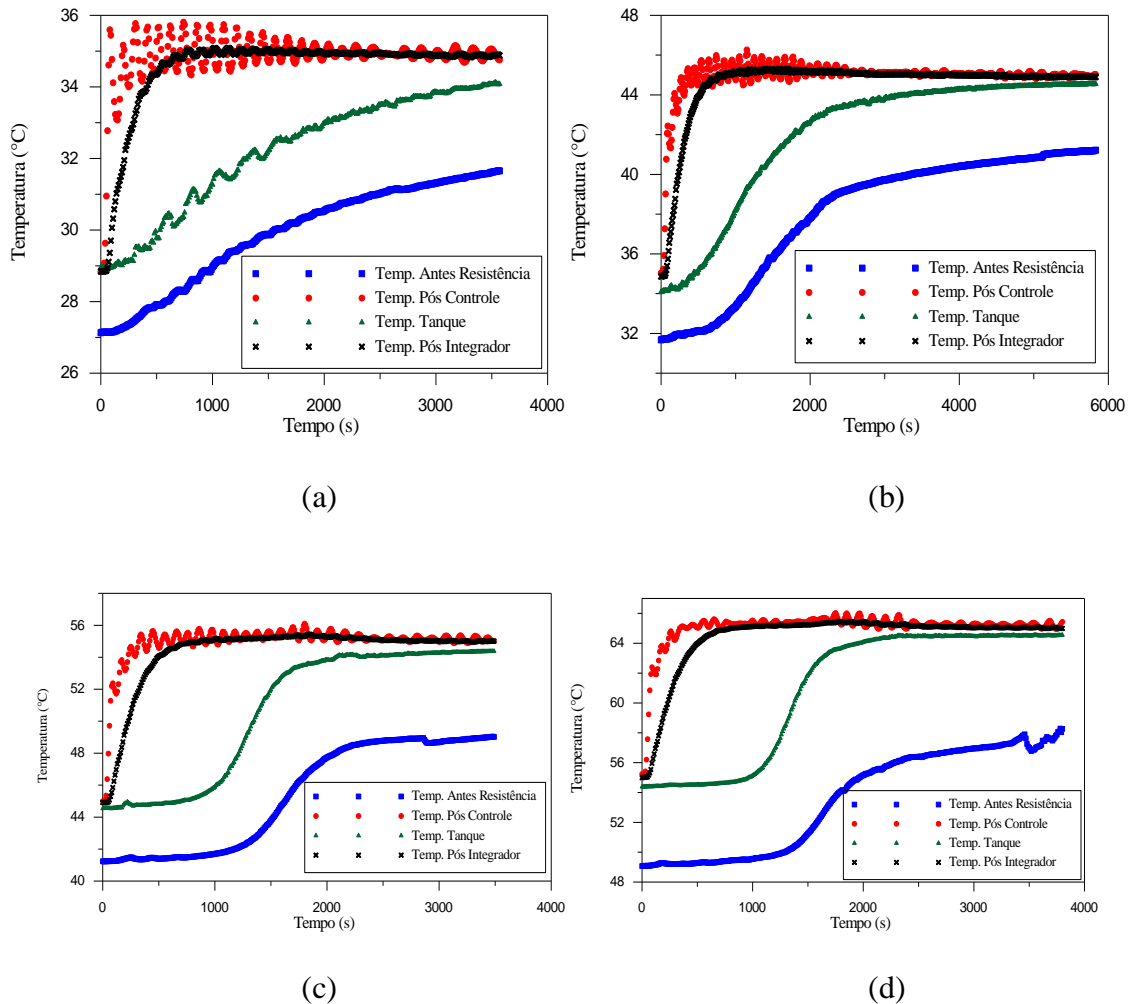 36
34
32
30
28
26
Temperatura (°C)
0
1000
2000
3000
4000
Tempo (s)
Temp. Antes Resistência
Temp. Pós Controle
Temp. Tanque
Temp. Pós Integrador
(a)
48
44
40
36
32
Temperatura (°C)
0
2000
4000
6000
Tempo (s)
Temp. Antes Resistência
Temp. Pós Controle
Temp. Tanque
Temp. Pós Integrador
(b)
56
52
48
44
40
Temperatura (°C)
0
1000
2000
3000
4000
Tempo (s)
Temp. Antes Resistência
Temp. Pós Controle
Temp. Tanque
Temp. Pós Integrador
(c)
64
60
56
52
48
Temperatura (°C)
0
1000
2000
3000
4000
Tempo (s)
Temp. Antes Resistência
Temp. Pós Controle
Temp. Tanque
Temp. Pós Integrador
(d)